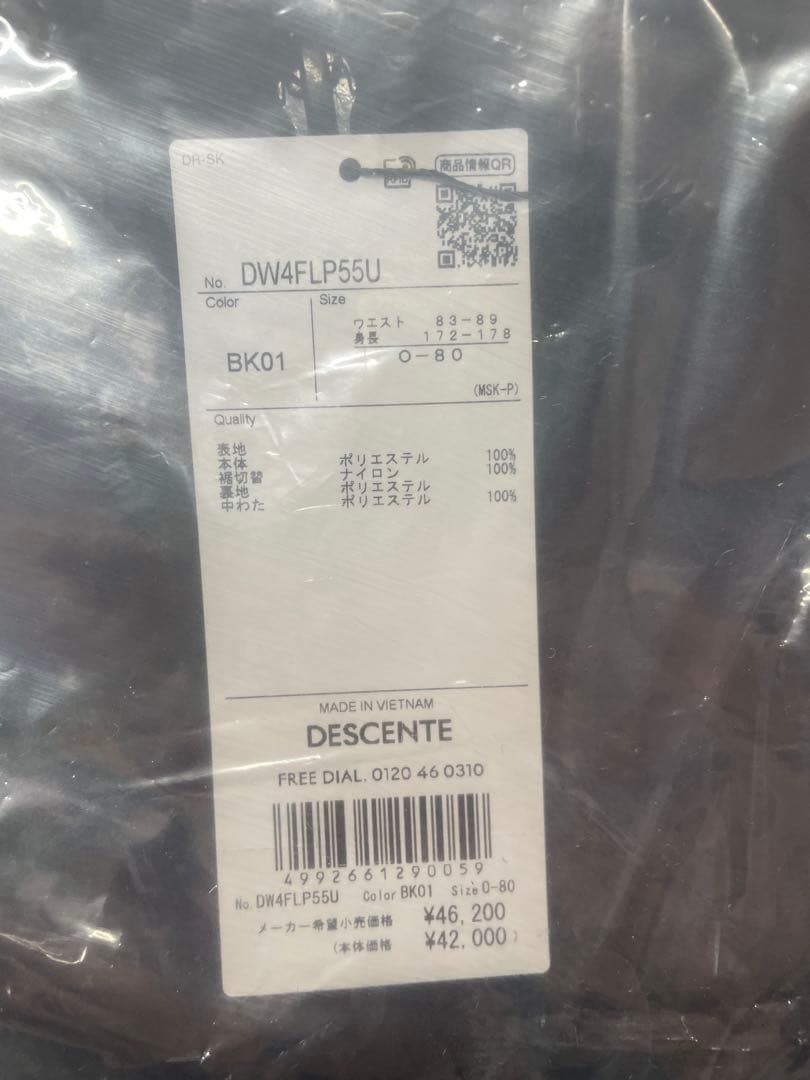 DR-SK
商品情報QR
RFID
No. DW4FLP55U
Color
Size
ウエスト 83-89
身長 172-178
BK01
O-80
(MSK-P)
Quality
表地
本体 ポリエステル 100%
裾切替 ナイロン 100%
裏地 ポリエステル
中わた ポリエステル 100%
MADE IN VIETNAM
DESCENTE
FREE DIAL. 0120 46 0310
4992661290059
No. DW4FLP55U Color BK01 Size O-80
メーカー希望小売価格 ¥46,200
(本体価格 ¥42,000)